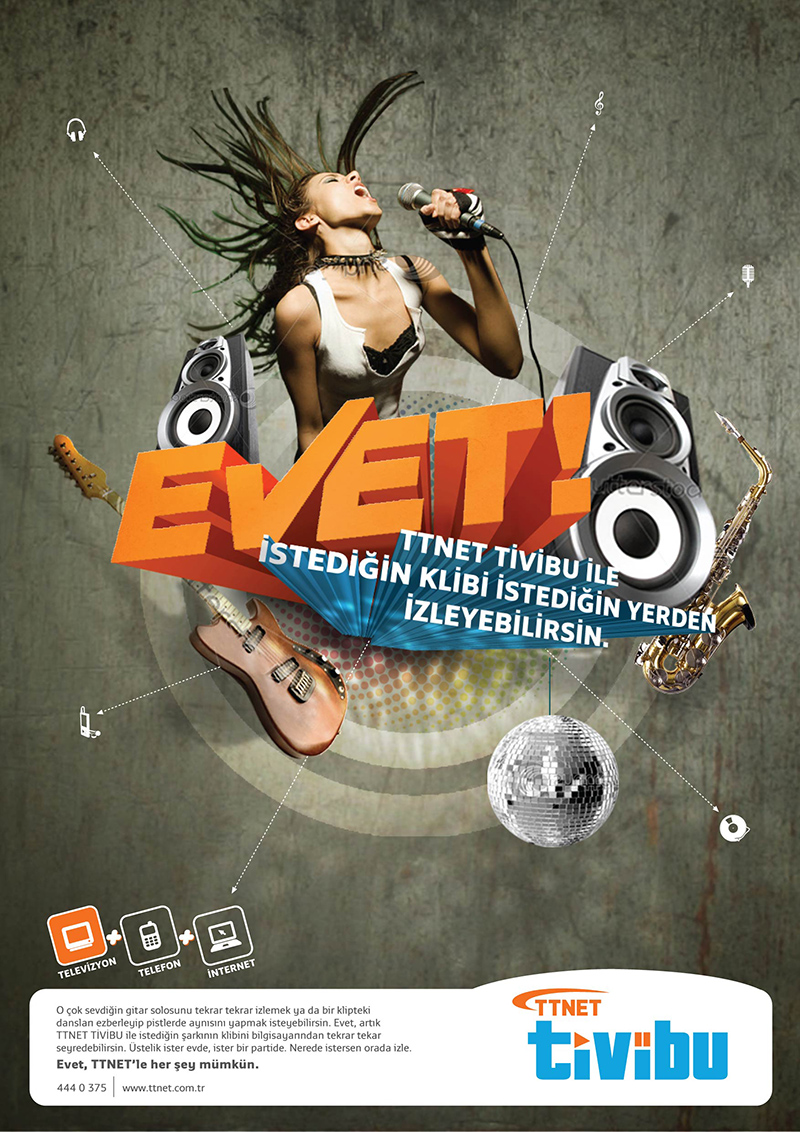 EVET!
TTNET TİVİBU İLE
İSTEDİĞİN KLİBİ İSTEDİĞİN YERDEN
İZLEYEBİLİRSİN.
TELEVİZYON
TELEFON
İNTERNET
O çok sevdiğin gitar solosunu tekrar tekrar izlemek ya da bir klipteki
dansları ezberleyip pistlerde aynısını yapmak isteyebilirsin. Evet, artık
TTNET TİVİBU ile istediğin şarkının klibini bilgisayarından tekrar tekar
seyredebilirsin. Üstelik ister evde, ister bir partide. Nerede istersen orada izle.
Evet, TTNET'le her şey mümkün.
444 0 375
www.ttnet.com.tr
TTNET
tivibu